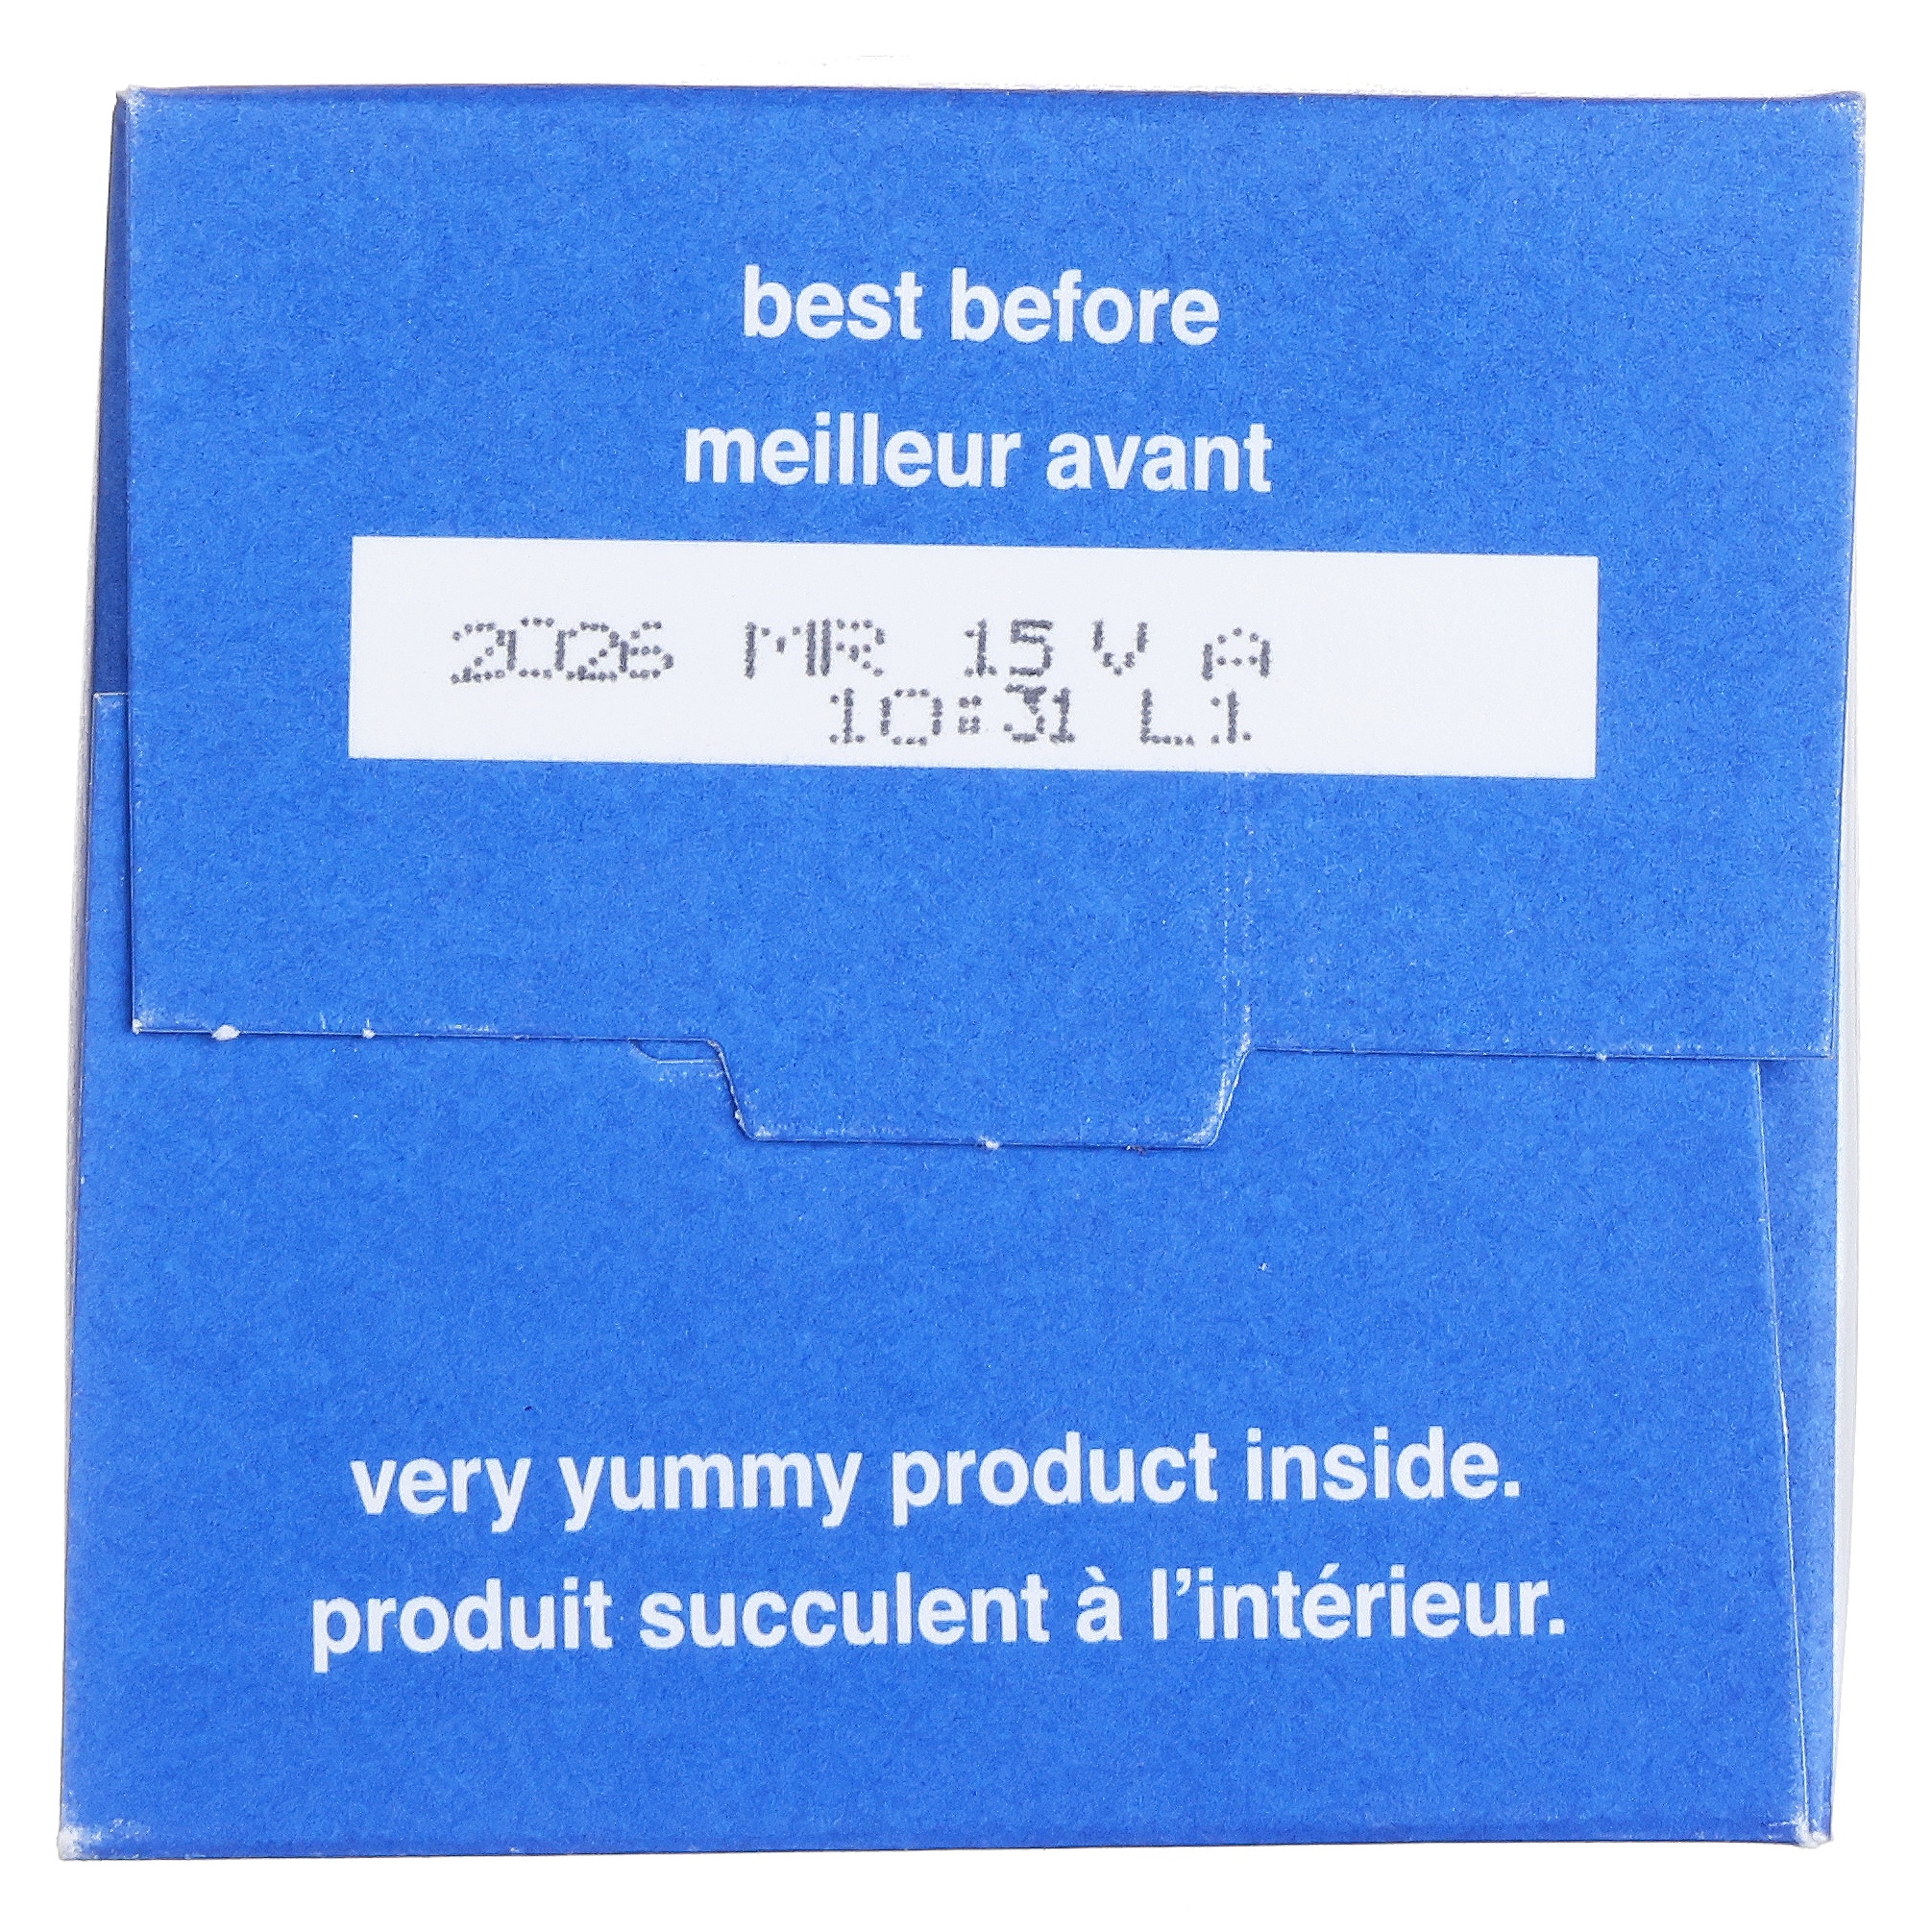 best before
meilleur avant
2026 MR 15 V A
10:31 L1
very yummy product inside.
produit succulent à l’intérieur.